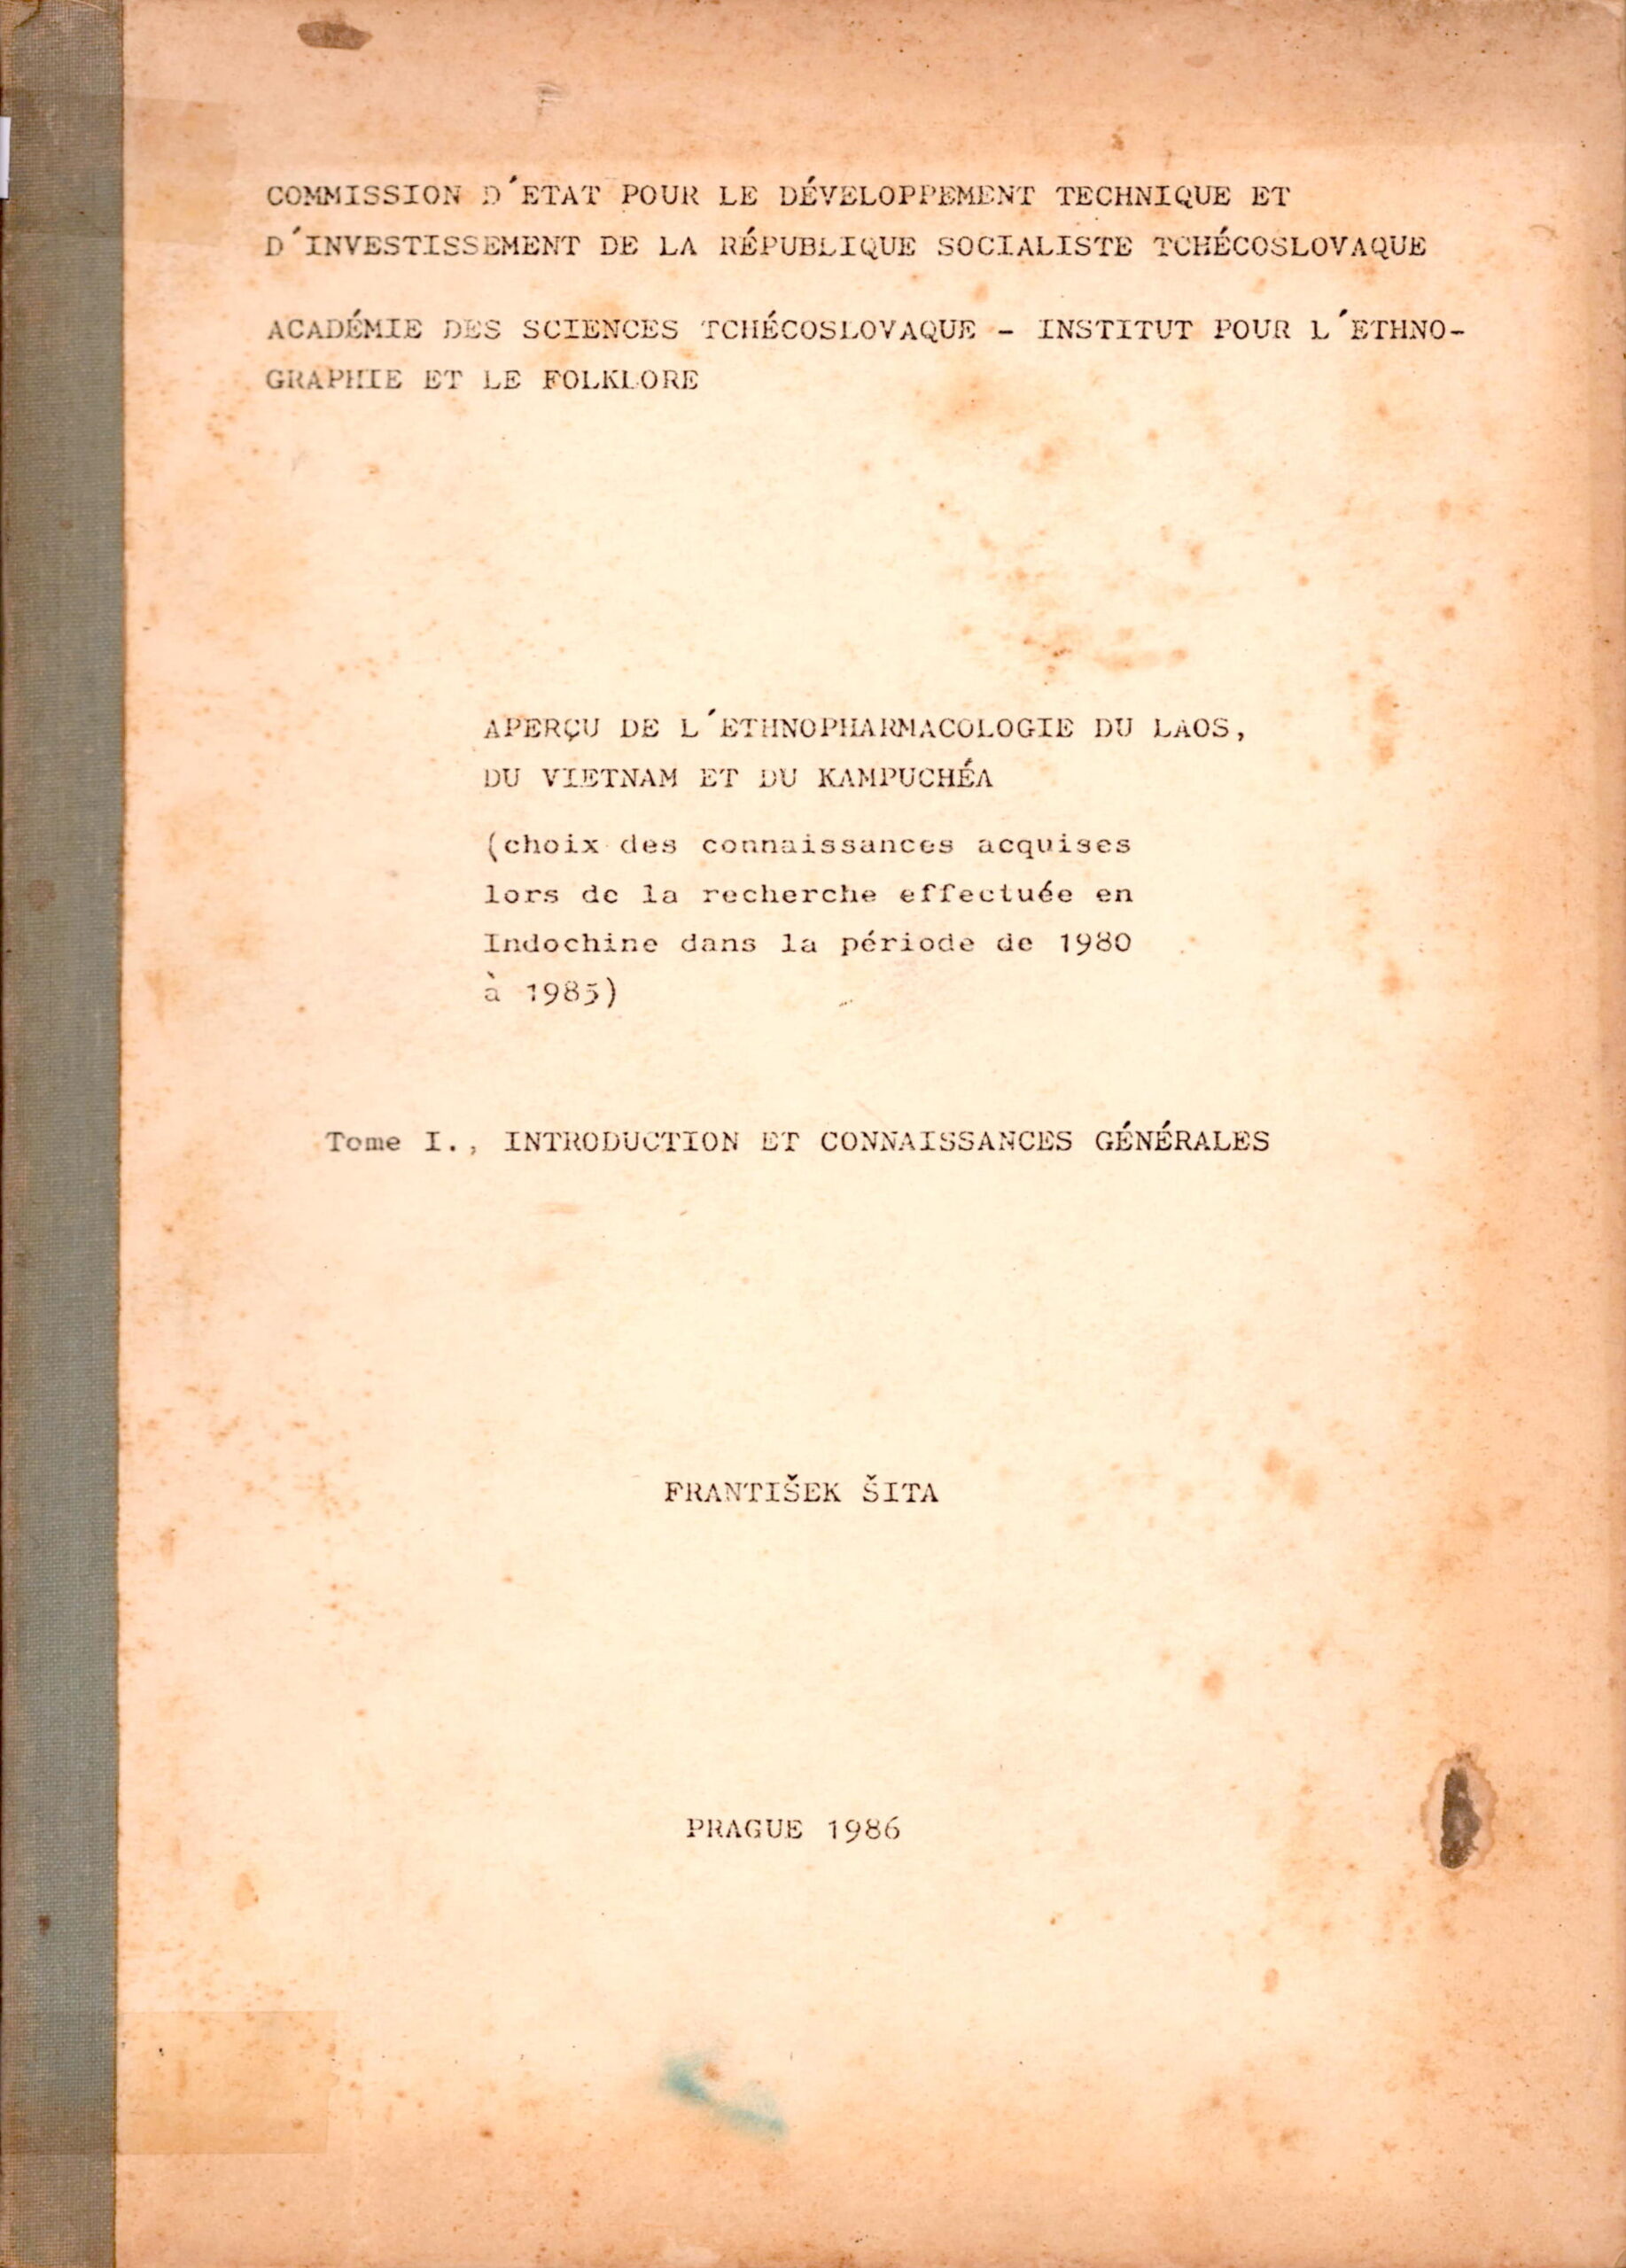 COMMISSION D´ETAT POUR LE DÉVELOPPEMENT TECHNIQUE ET
D´INVESTISSEMENT DE LA RÉPUBLIQUE SOCIALISTE TCHÉCOSLOVAQUE
ACADÉMIE DES SCIENCES TCHÉCOSLOVAQUE - INSTITUT POUR L´ETHNO-
GRAPHIE ET LE FOLKLORE
APERÇU DE L´ETHNOPHARMACOLOGIE DU LAOS,
DU VIETNAM ET DU KAMPUCHÉA
(choix des connaissances acquises
lors de la recherche effectuée en
Indochine dans la période de 1980
à 1985)
Tome I., INTRODUCTION ET CONNAISSANCES GÉNÉRALES
FRANTIŠEK ŠITA
PRAGUE 1986